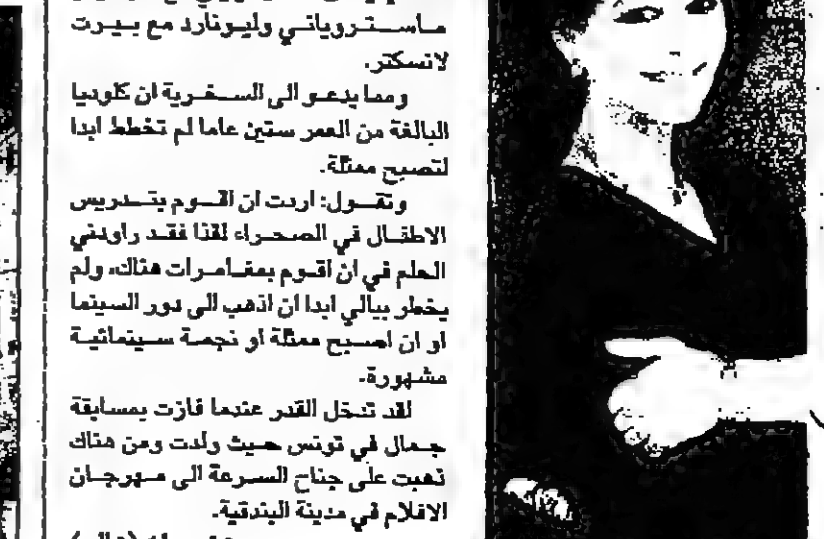 ماستروياني وليونارد مع بيرت
لانسكتر.
ومما يدعو الى السخرية ان كلوديا
البالغة من العمر ستين عاما لم تخطط ابدا
لتصبح ممثلة.
وتقول: اردت ان اقوم بتدريس
الاطفال في الصحراء لقنا فقد راودني
الحلم في ان اقوم بمغامرات هناك، ولم
يخطر ببالي ابدا ان اذهب الى دور السينما
او ان اصبح ممثلة او نجمة سينمائية
مشهورة.
لقد تدخل القدر عندما فازت بمسابقة
جمال في تونس حيث ولدت ومن هناك
ذهبت على جناح السرعة الى مهرجان
الافلام في مدينة البندقية.